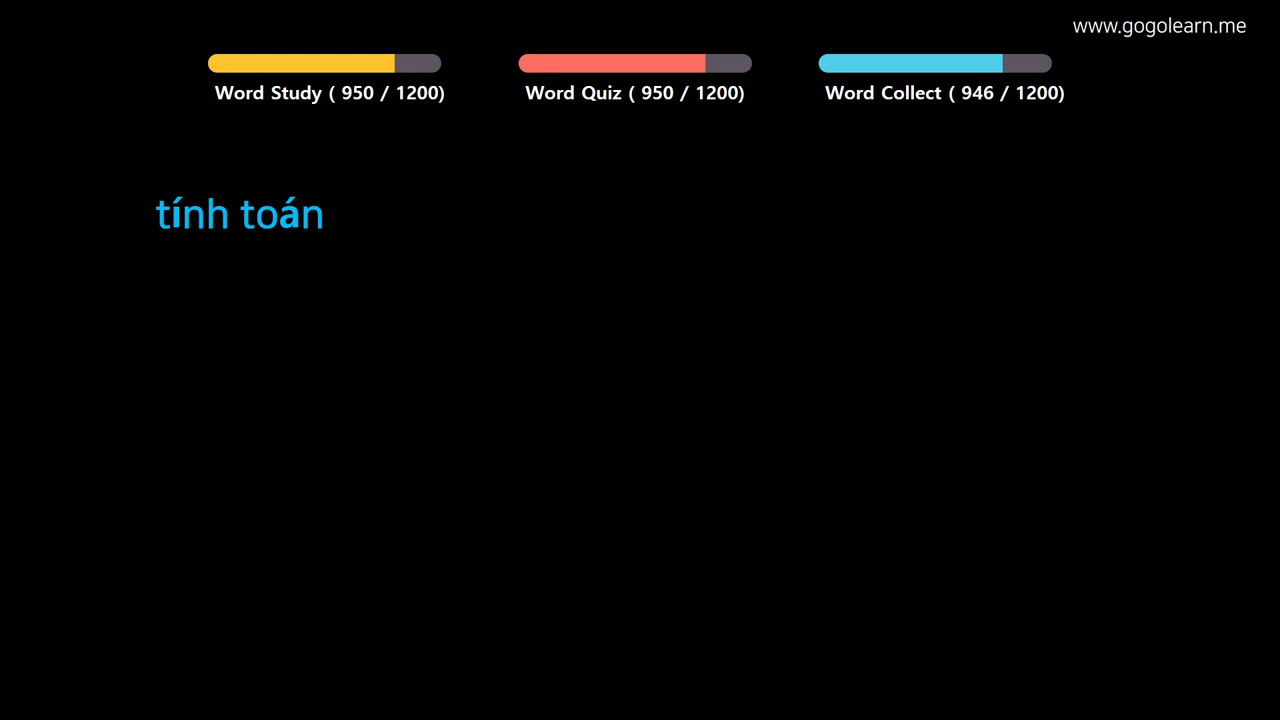 www.gogolearn.me
Word Study ( 950 / 1200)
Word Quiz ( 950 / 1200)
Word Collect ( 946 / 1200)
tính toán